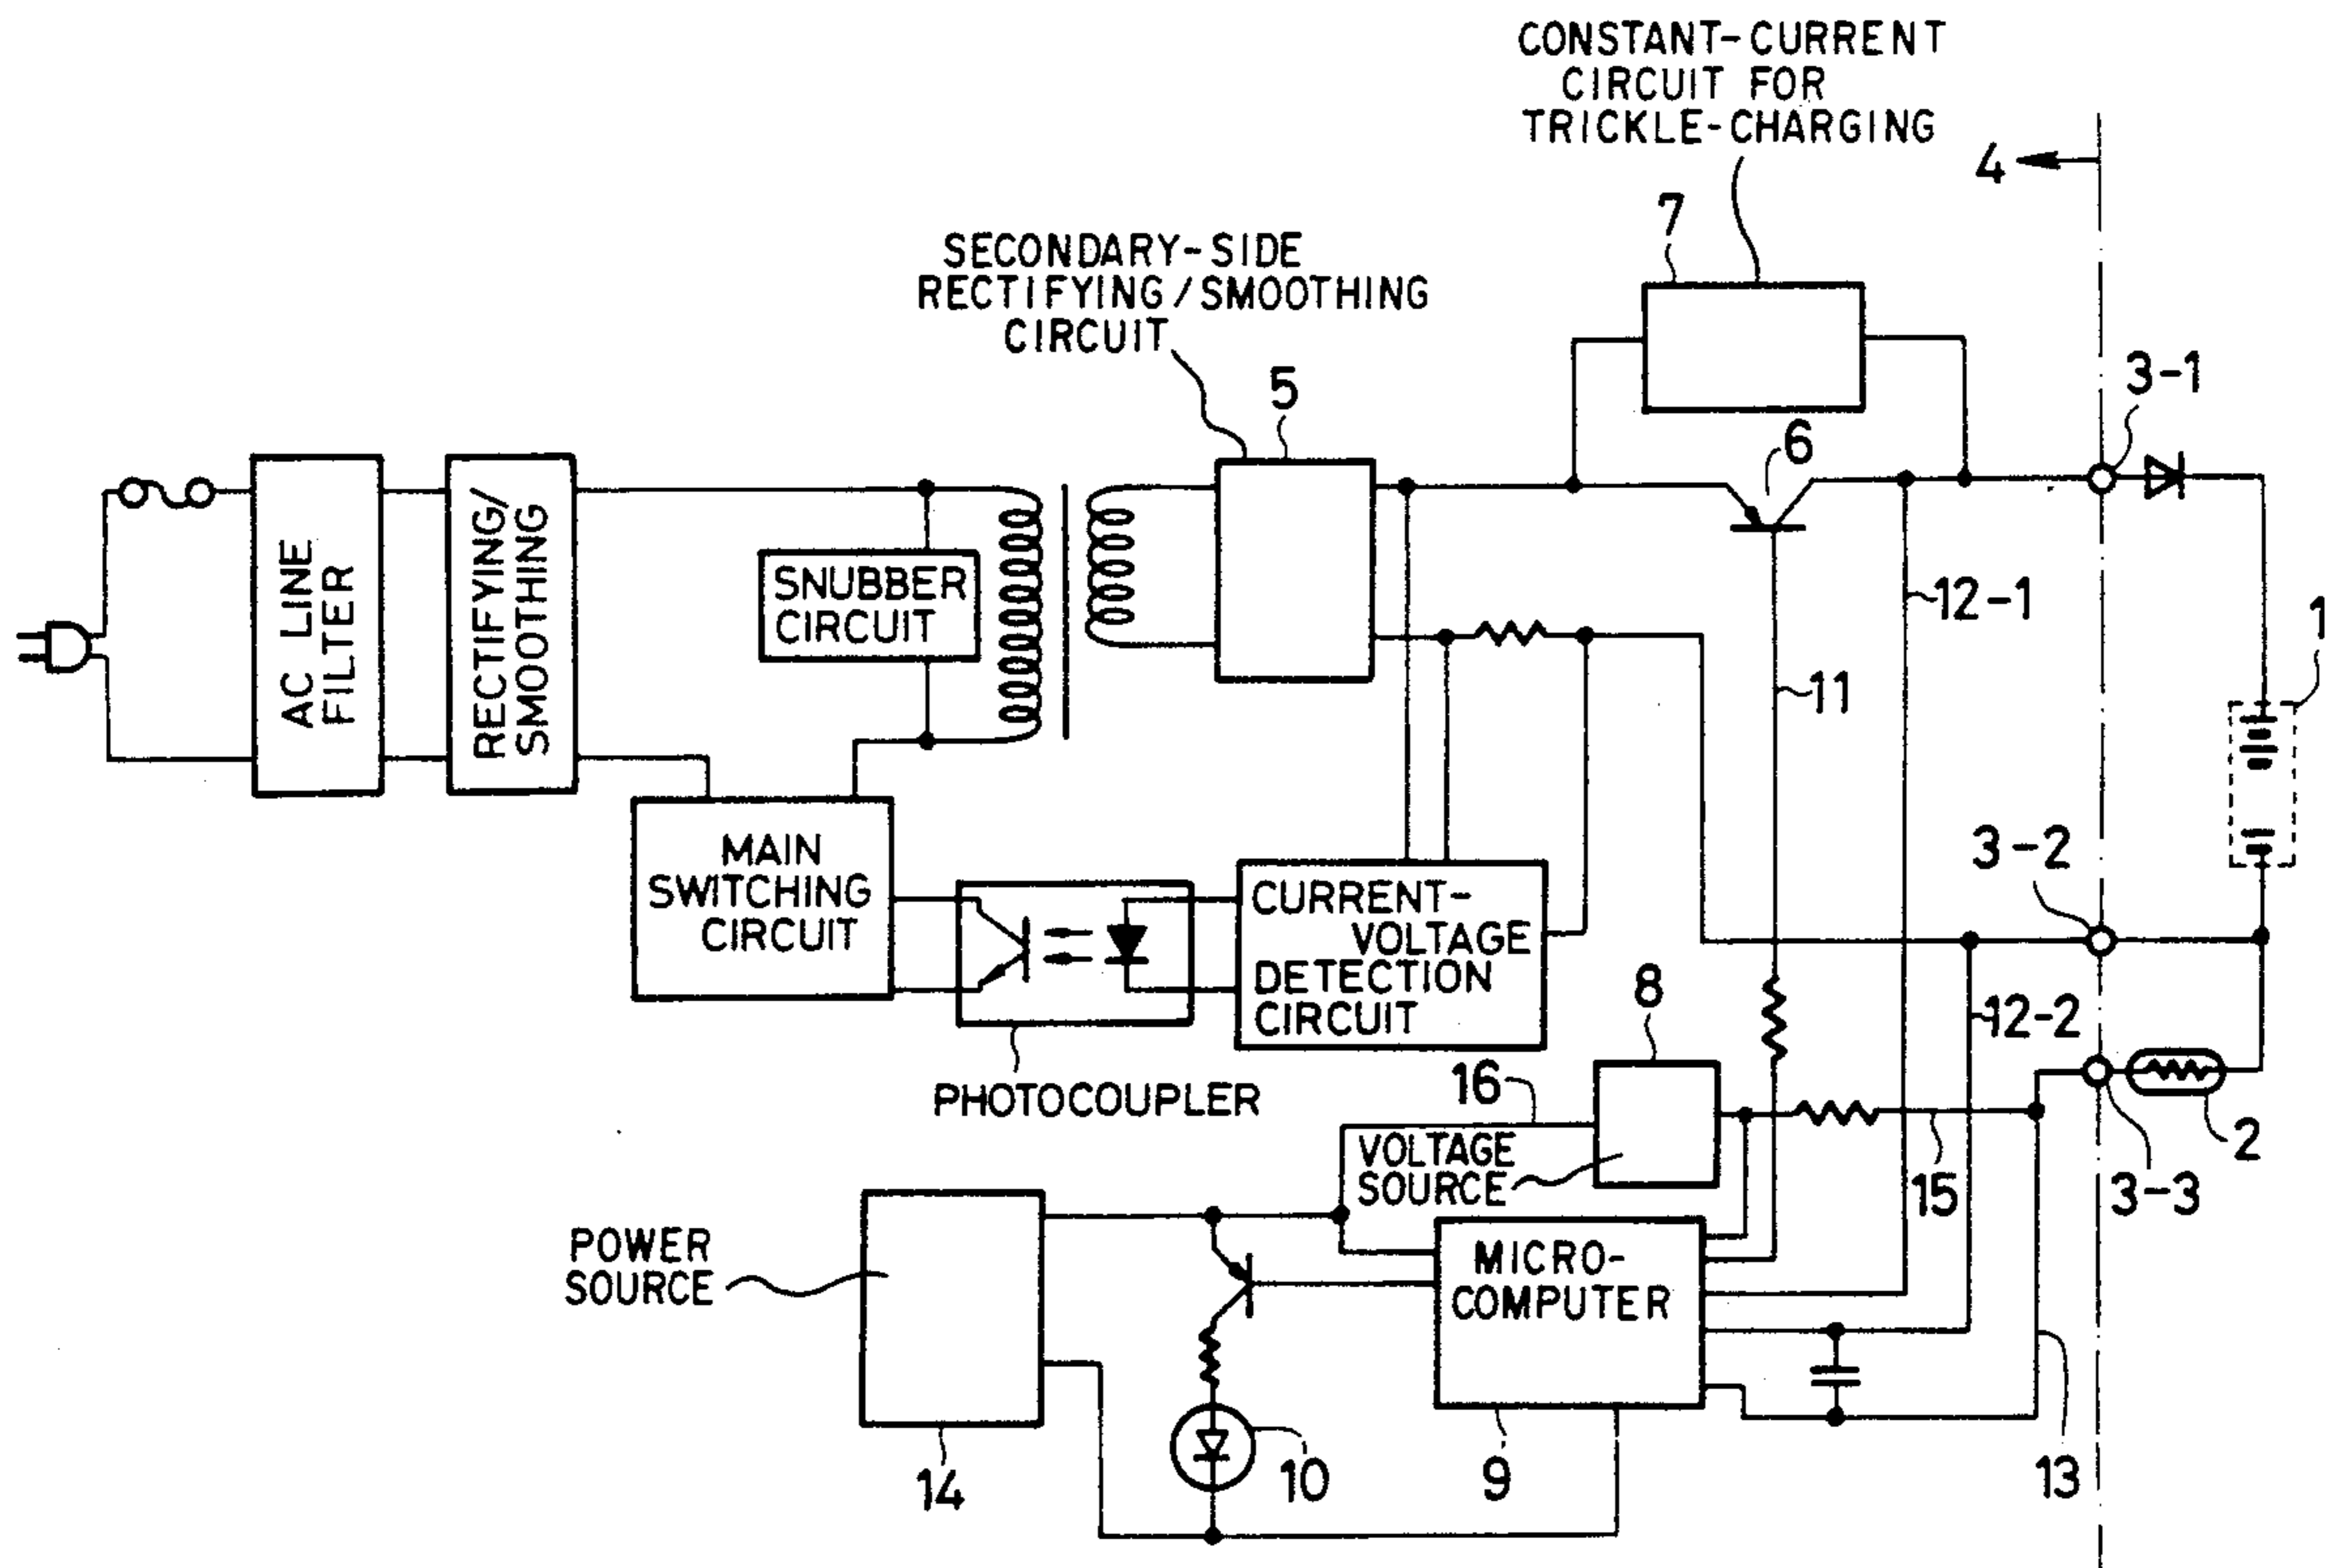 CONSTANT-CURRENT
CIRCUIT FOR
TRICKLE-CHARGING
4
7
SECONDARY-SIDE
RECTIFYING/SMOOTHING
CIRCUIT
5
3-1
6
AC LINE
FILTER
RECTIFYING/
SMOOTHING
SNUBBER
CIRCUIT
12-1
1
11
MAIN
SWITCHING
CIRCUIT
3-2
CURRENT-
VOLTAGE
DETECTION
CIRCUIT
8
12-2
PHOTOCOUPLER
16
VOLTAGE
SOURCE
2
15
3-3
POWER
SOURCE
MICRO-
COMPUTER
14
10
9
13